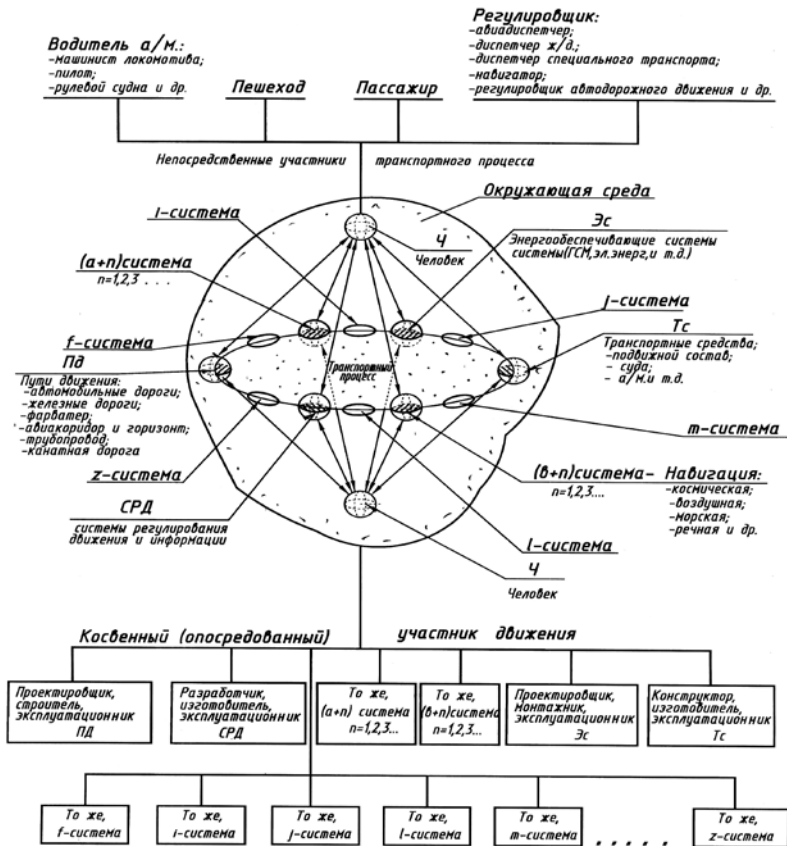 Водитель а/м.:
-машинист локомотива;
-пилот;
-рулевой судна и др.
Пешеход
Пассажир
Регулировщик:
-авиадиспетчер;
-диспетчер ж/д.;
-диспетчер специального транспорта;
-навигатор;
-регулировщик автодорожного движения и др.
Непосредственные участники транспортного процесса
Окружающая среда
i-система
Ч
Человек
Эс
Энергообеспечивающие системы
системы(ГСМ,эл.энерг,и т.д.)
(а+n)система
n=1,2,3 . . .
j-система
f-система
Тс
Транспортные средства;
-подвижной состав;
- суда;
- а/м.и т.д.
Пд
Пути движения:
-автомобильные дороги;
-железные дороги;
-фарватер;
-авиакоридор и горизонт;
-трубопровод;
-канатная дорога
Транспортный
процесс
m-система
z-система
(в+n)система-
n=1,2,3....
Навигация:
-космическая;
-воздушная;
-морская;
-речная и др.
СРД
системы регулирования
движения и информации
l-система
Ч
Человек
Косвенный (опосредованный) участник движения
Проектировщик,
строитель,
эксплуатационник
ПД
Разработчик,
изготовитель,
эксплуатационник
СРД
То же,
(а+n) система
n=1,2,3...
То же,
(в+n)система
n=1,2,3...
Проектировщик,
монтажник,
эксплуатационник
Эс
Конструктор,
изготовитель,
эксплуатационник
Тс
То же,
f-система
То же,
i-система
То же,
j-система
То же,
l-система
То же,
m-система
. . . . .
То же,
z-система